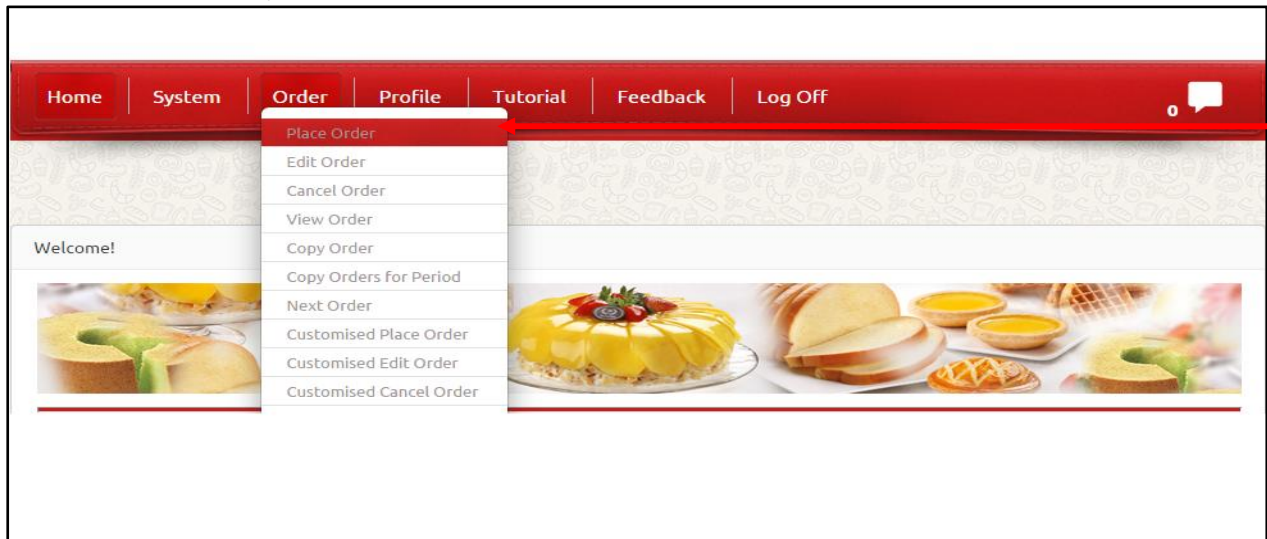 Home System Order Profile Tutorial Feedback Log Off 0
Place Order
Edit Order
Cancel Order
View Order
Welcome!
Copy Order
Copy Orders for Period
Next Order
Customised Place Order
Customised Edit Order
Customised Cancel Order